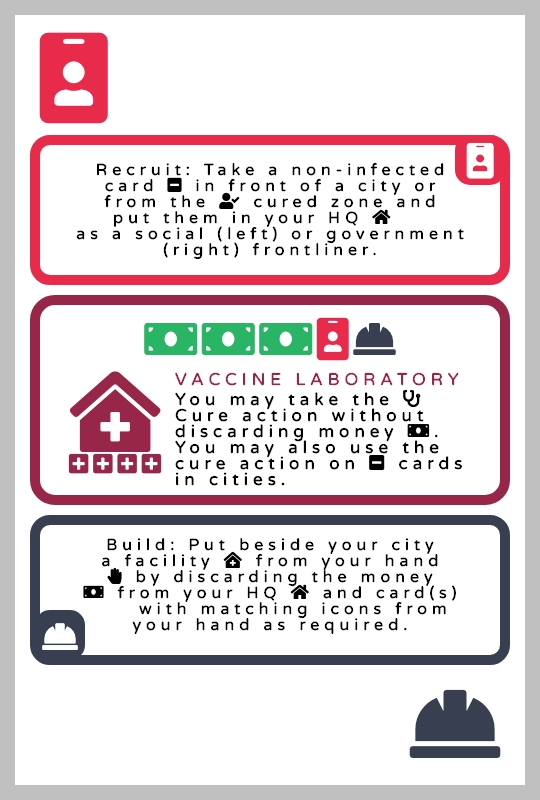 Recruit: Take a non-infected
card in front of a city or
from the cured zone and
put them in your HQ
as a social (left) or government
(right) frontliner.
VACCINE LABORATORY
You may take the
Cure action without
discarding money .
You may also use the
cure action on cards
in cities.
Build: Put beside your city
a facility from your hand
by discarding the money
from your HQ and card(s)
with matching icons from
your hand as required.